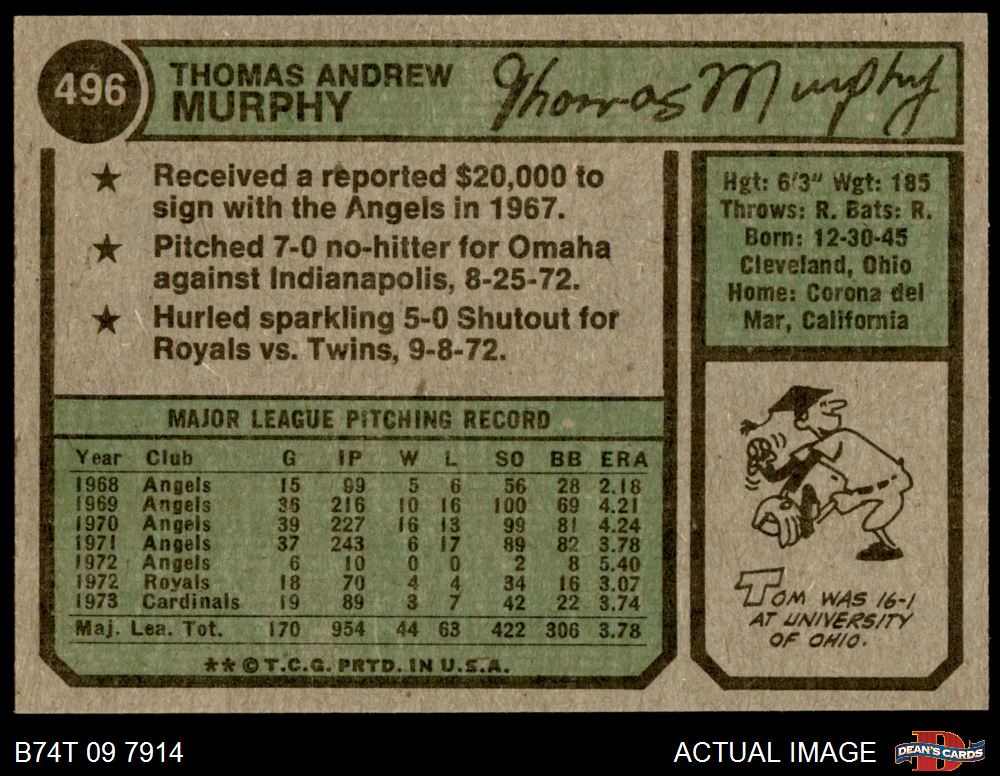 496
THOMAS ANDREW
MURPHY
Thomas Murphy
★ Received a reported $20,000 to
sign with the Angels in 1967.
★ Pitched 7-0 no-hitter for Omaha
against Indianapolis, 8-25-72.
★ Hurled sparkling 5-0 Shutout for
Royals vs. Twins, 9-8-72.
Hgt: 6'3" Wgt: 185
Throws: R. Bats: R.
Born: 12-30-45
Cleveland, Ohio
Home: Corona del
Mar, California
MAJOR LEAGUE PITCHING RECORD
Year Club G IP W L SO BB ERA
1968 Angels 15 99 5 6 56 28 2.18
1969 Angels 36 216 10 16 100 69 4.21
1970 Angels 39 227 16 13 99 81 4.24
1971 Angels 37 243 6 17 89 82 3.78
1972 Angels 6 10 0 0 2 8 5.40
1972 Royals 18 70 4 4 34 16 3.07
1973 Cardinals 19 89 3 7 42 22 3.74
Maj. Lea. Tot. 170 954 44 63 422 306 3.78
** © T.C.G. PRTD. IN U.S.A.
TOM WAS 16-1
AT UNIVERSITY
OF OHIO.
B74T 09 7914
ACTUAL IMAGE
DEAN'S CARDS